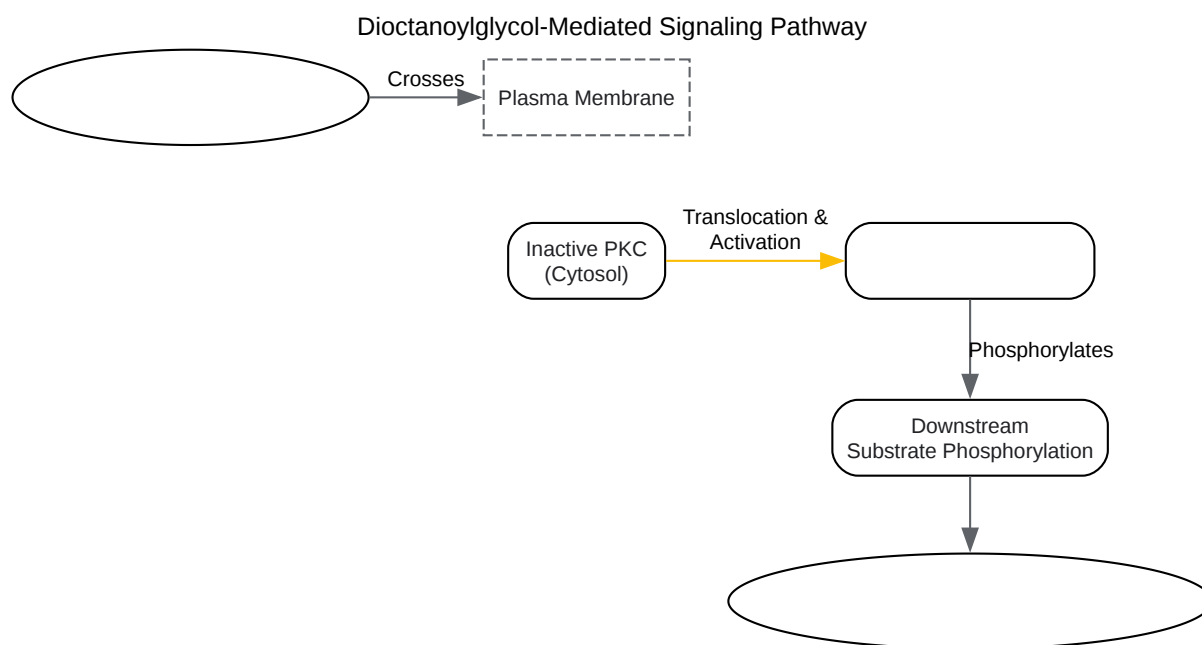 Dioctanoylglycol-Mediated Signaling Pathway
Crosses
Plasma Membrane
Translocation &
Activation
Inactive PKC
(Cytosol)
Phosphorylates
Downstream
Substrate Phosphorylation